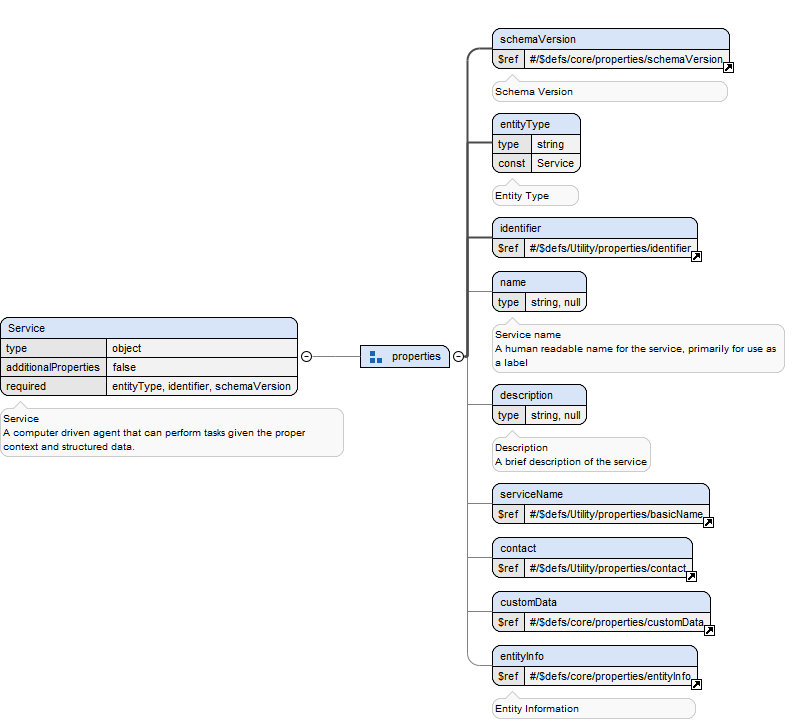 Service
type object
additionalProperties false
required entityType, identifier, schemaVersion
Service
A computer driven agent that can perform tasks given the proper
context and structured data.
properties
schemaVersion
$ref #/$defs/core/properties/schemaVersion
Schema Version
entityType
type string
const Service
Entity Type
identifier
$ref #/$defs/Utility/properties/identifier
name
type string, null
Service name
A human readable name for the service, primarily for use as
a label
description
type string, null
Description
A brief description of the service
serviceName
$ref #/$defs/Utility/properties/basicName
contact
$ref #/$defs/Utility/properties/contact
customData
$ref #/$defs/core/properties/customData
entityInfo
$ref #/$defs/core/properties/entityInfo
Entity Information